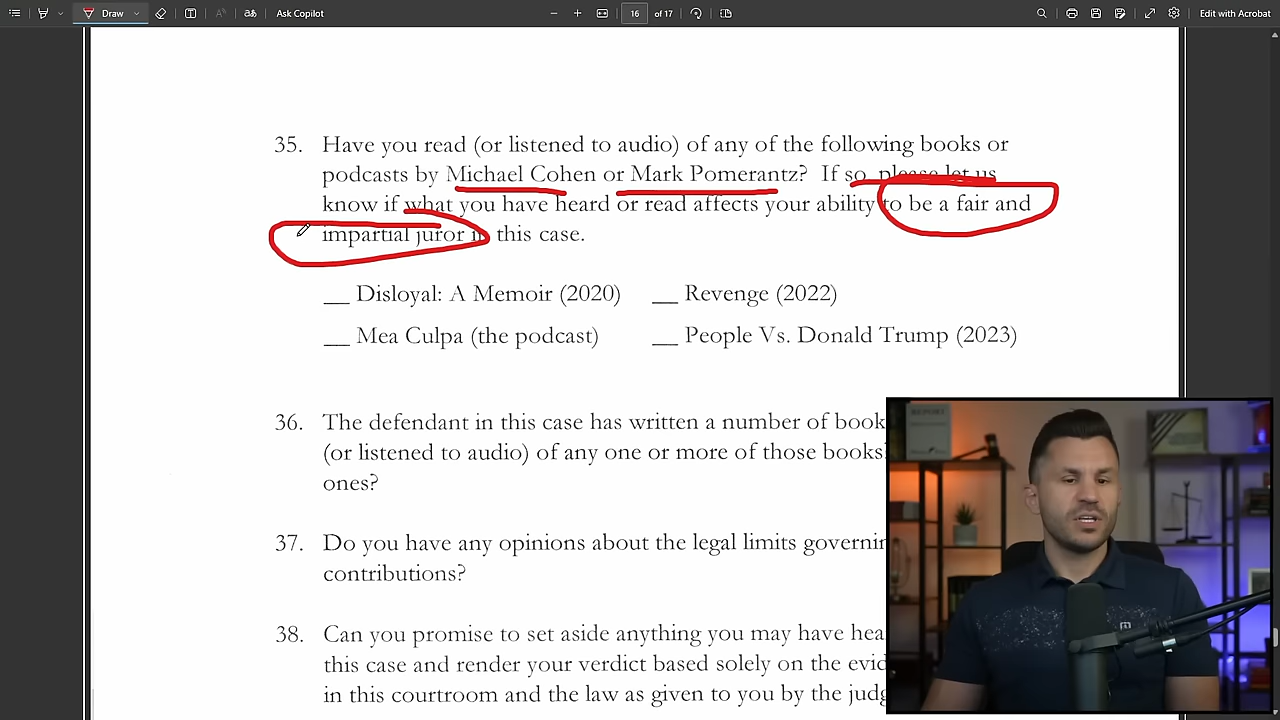 Draw
Ask Copilot
16 of 17
Edit with Acrobat
35. Have you read (or listened to audio) of any of the following books or
podcasts by Michael Cohen or Mark Pomerantz? If so, please let us
know if what you have heard or read affects your ability to be a fair and
impartial juror in this case.
__ Disloyal: A Memoir (2020) __ Revenge (2022)
__ Mea Culpa (the podcast) __ People Vs. Donald Trump (2023)
36. The defendant in this case has written a number of book
(or listened to audio) of any one or more of those books
ones?
37. Do you have any opinions about the legal limits governin
contributions?
38. Can you promise to set aside anything you may have hea
this case and render your verdict based solely on the evid
in this courtroom and the law as given to you by the judg
REPORT